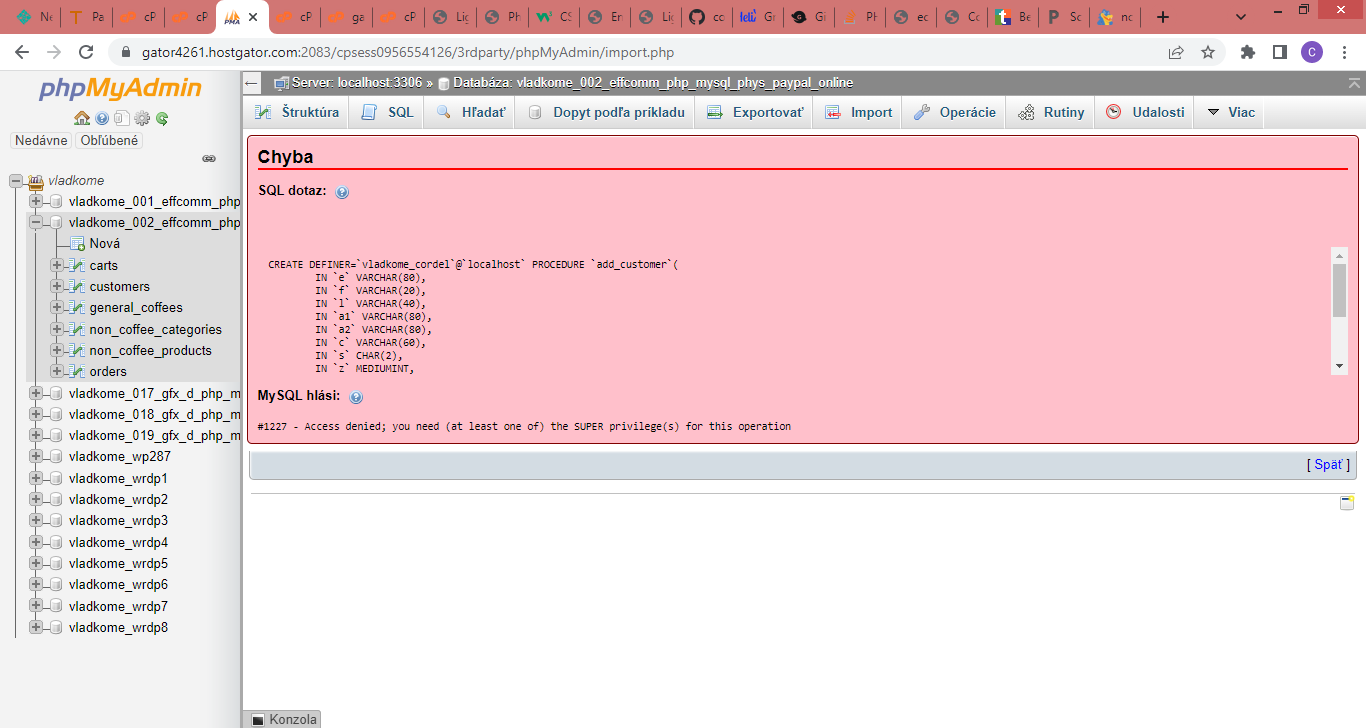 Ne
Pa
cP
cP
PMA
cP
ga
cP
Lig
Ph
CS
En
Lig
cc
Gr
Gi
Ph
ec
Cc
Be
Sc
nc
gator4261.hostgator.com:2083/cpsess0956554126/3rdparty/phpMyAdmin/import.php
C
phpMyAdmin
Nedávne
Obľúbené
vladkome
vladkome_001_effcomm_php
vladkome_002_effcomm_php
Nová
carts
customers
general_coffees
non_coffee_categories
non_coffee_products
orders
vladkome_017_gfx_d_php_m
vladkome_018_gfx_d_php_m
vladkome_019_gfx_d_php_m
vladkome_wp287
vladkome_wrdp1
vladkome_wrdp2
vladkome_wrdp3
vladkome_wrdp4
vladkome_wrdp5
vladkome_wrdp6
vladkome_wrdp7
vladkome_wrdp8
Server: localhost:3306 » Databáza: vladkome_002_effcomm_php_mysql_phys_paypal_online
Štruktúra
SQL
Hľadať
Dopyt podľa príkladu
Exportovať
Import
Operácie
Rutiny
Udalosti
Viac
Chyba
SQL dotaz:
CREATE DEFINER=`vladkome_cordel`@`localhost` PROCEDURE `add_customer`(
IN `e` VARCHAR(80),
IN `f` VARCHAR(20),
IN `l` VARCHAR(40),
IN `a1` VARCHAR(80),
IN `a2` VARCHAR(80),
IN `c` VARCHAR(60),
IN `s` CHAR(2),
IN `z` MEDIUMINT,
MySQL hlási:
#1227 - Access denied; you need (at least one of) the SUPER privilege(s) for this operation
[ Späť ]
Konzola